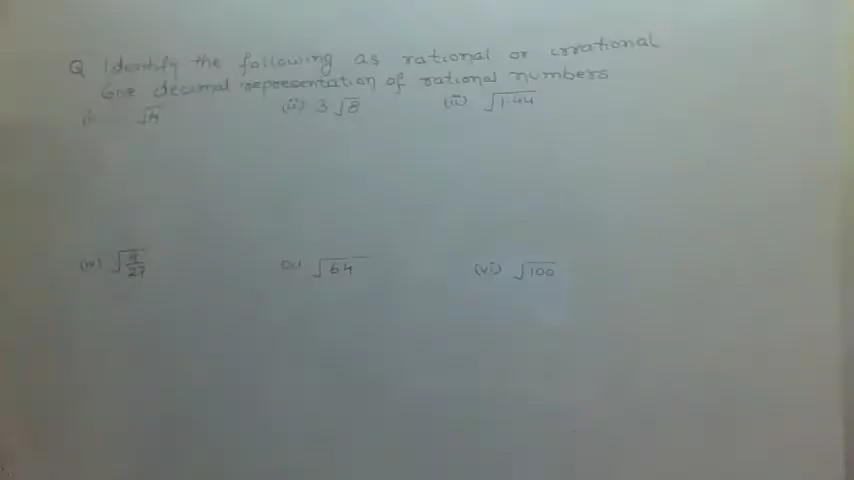 Q Identify the following as rational or irrational
Give decimal representation of rational numbers
(i) √4 (ii) 3√8 (iii) √1.44
(iv) √9/27 (v) √64 (vi) √100